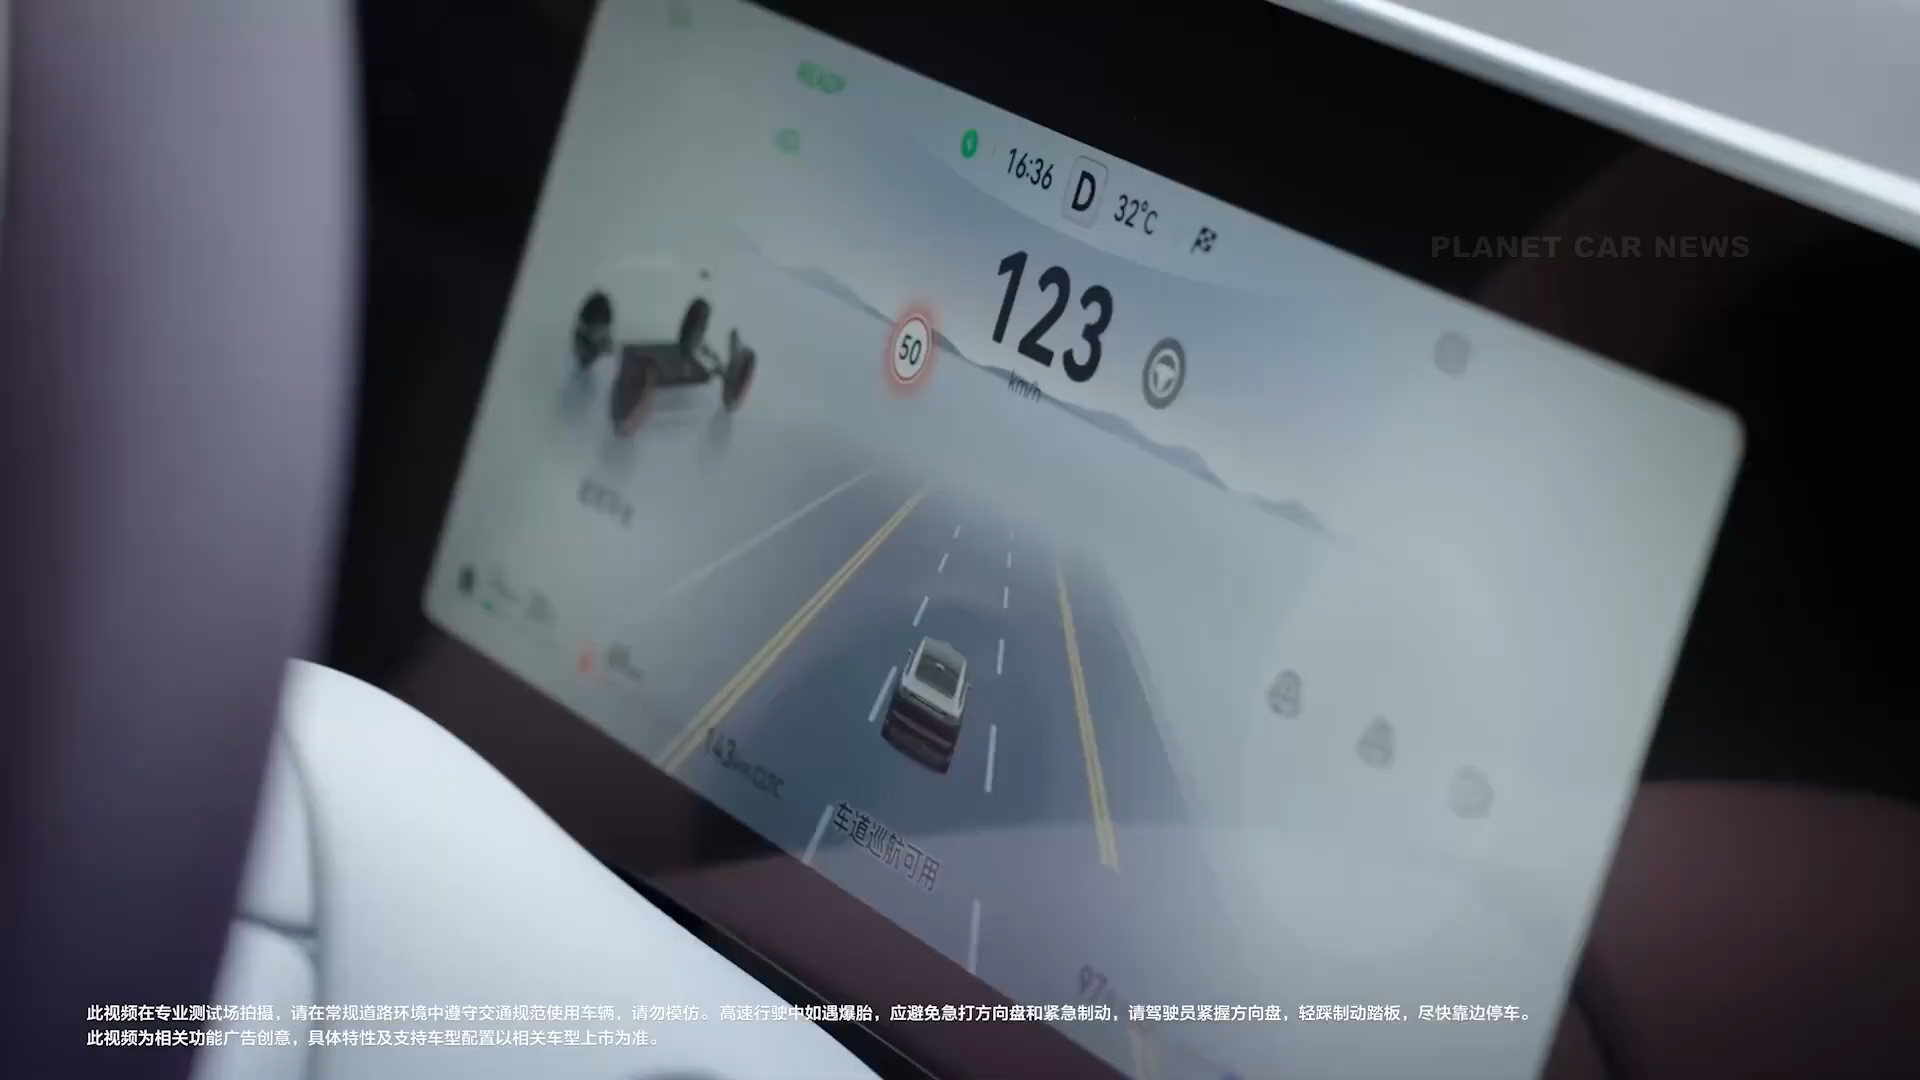 READY
16:36 D 32°C
PLANET CAR NEWS
123
50
km/h
143km CLTC
车道巡航可用
此视频在专业测试场拍摄，请在常规道路环境中遵守交通规范使用车辆，请勿模仿。高速行驶中如遇爆胎，应避免急打方向盘和紧急制动，请驾驶员紧握方向盘，轻踩制动踏板，尽快靠边停车。
此视频为相关功能广告创意，具体特性及支持车型配置以相关车型上市为准。